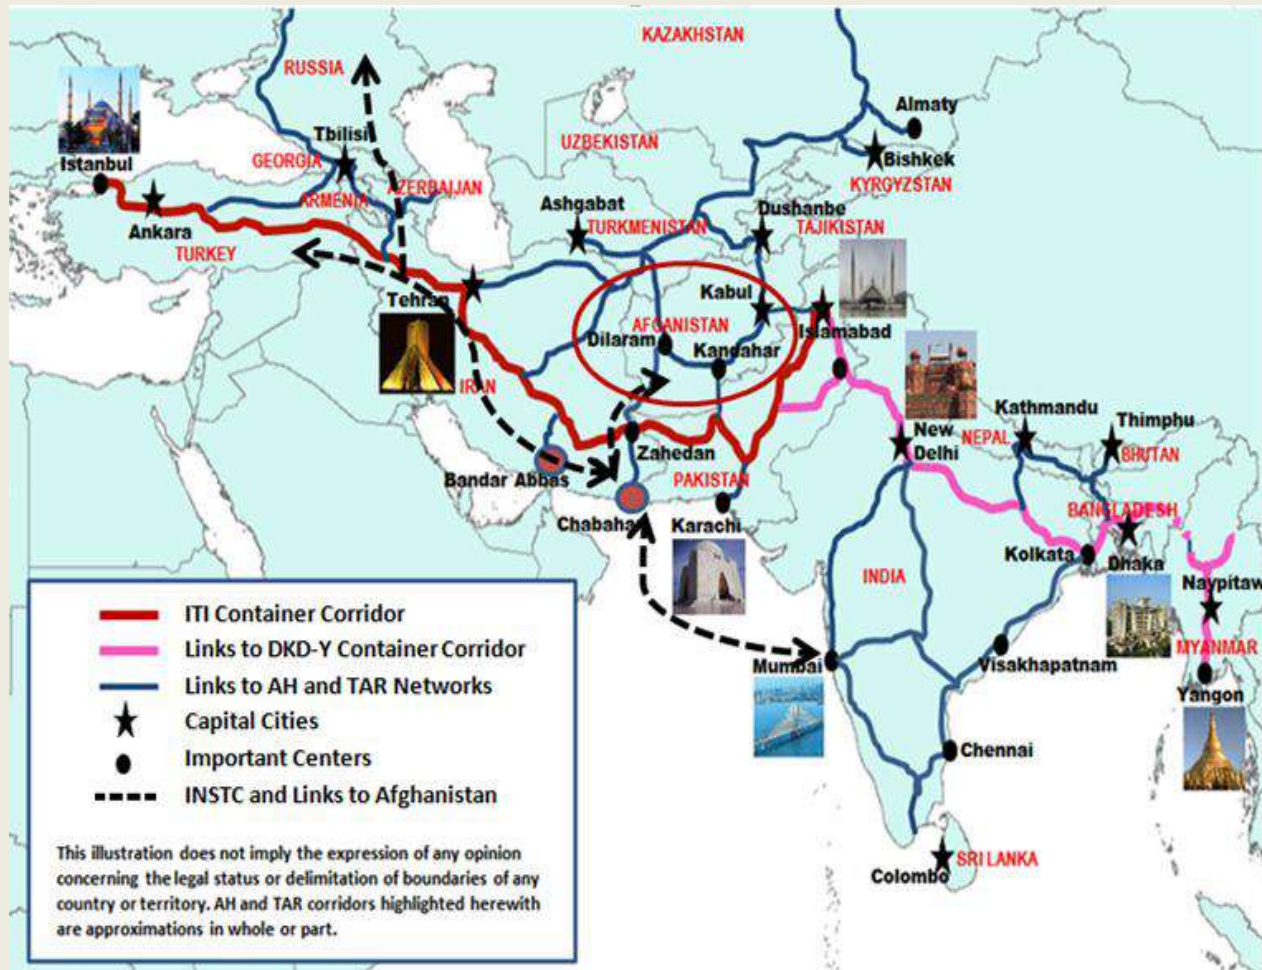 KAZAKHSTAN
RUSSIA
Almaty
Tbilisi
UZBEKISTAN
Istanbul
GEORGIA
Bishkek
KYRGYZSTAN
AZERBAIJAN
ARMENIA
Ashgabat
Dushanbe
TURKMENISTAN
TAJIKISTAN
Ankara
TURKEY
Kabul
Tehran
Islamabad
AFGANISTAN
Dilaram
Kandahar
IRAN
Kathmandu
Thimphu
New
Delhi
NEPAL
BHUTAN
Zahedan
Bandar Abbas
PAKISTAN
BANGLADESH
Chabaha
Karachi
Kolkata
Dhaka
INDIA
Naypitaw
MYANMAR
Mumbai
Visakhapatnam
Yangon
Chennai
SRI LANKA
Colombo
ITI Container Corridor
Links to DKD-Y Container Corridor
Links to AH and TAR Networks
Capital Cities
Important Centers
INSTC and Links to Afghanistan
This illustration does not imply the expression of any opinion
concerning the legal status or delimitation of boundaries of any
country or territory. AH and TAR corridors highlighted herewith
are approximations in whole or part.